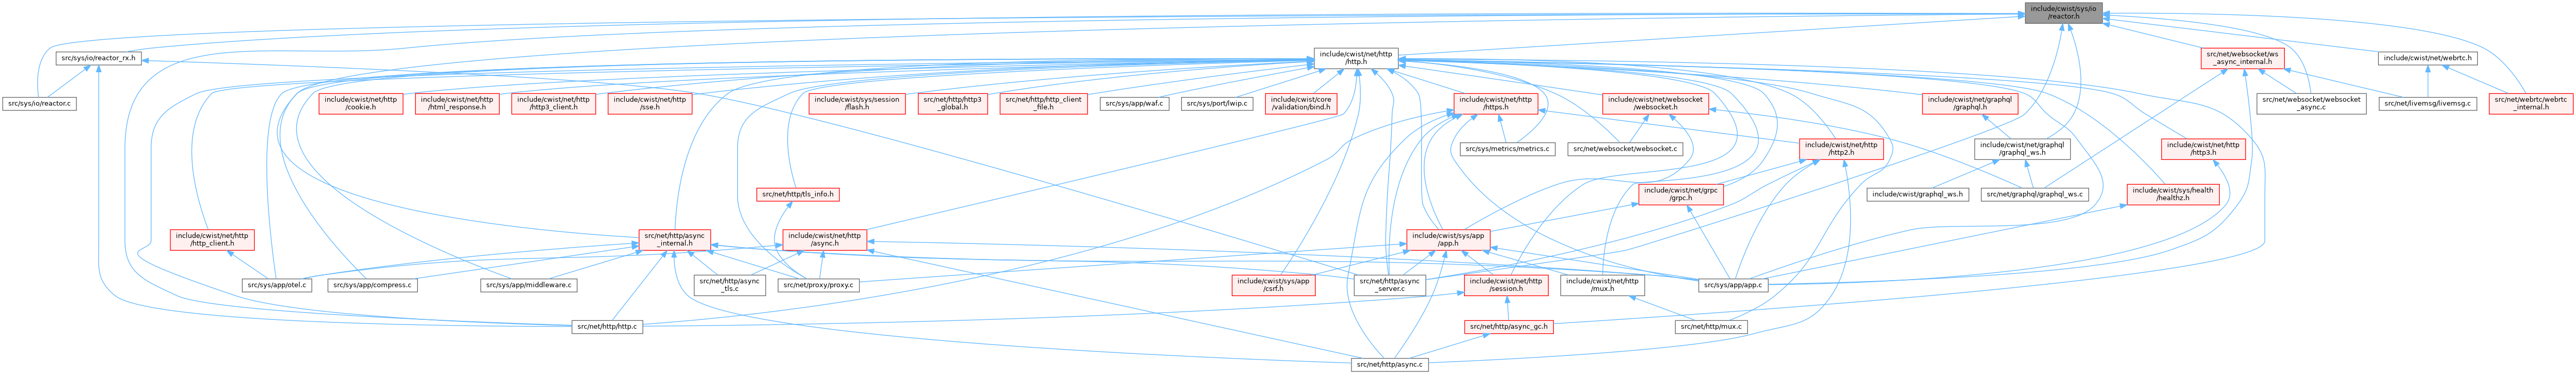 include/cwist/sys/io
/reactor.h
src/sys/io/reactor_rx.h
include/cwist/net/http
/http.h
src/net/websocket/ws
_async_internal.h
include/cwist/net/webrtc.h
src/sys/io/reactor.c
include/cwist/net/http
/cookie.h
include/cwist/net/http
/html_response.h
include/cwist/net/http
/http3_client.h
include/cwist/net/http
/sse.h
include/cwist/sys/session
/flash.h
src/net/http/http3
_global.h
src/net/http/http_client
_file.h
src/sys/app/waf.c
src/sys/port/lwip.c
include/cwist/core
/validation/bind.h
include/cwist/net/http
/https.h
include/cwist/net/websocket
/websocket.h
include/cwist/net/graphql
/graphql.h
src/net/websocket/websocket
_async.c
src/net/livemsg/livemsg.c
src/net/webrtc/webrtc
_internal.h
src/sys/metrics/metrics.c
src/net/websocket/websocket.c
include/cwist/net/http
/http2.h
include/cwist/net/graphql
/graphql_ws.h
include/cwist/net/http
/http3.h
src/net/http/tls_info.h
include/cwist/net/grpc
/grpc.h
include/cwist/graphql_ws.h
src/net/graphql/graphql_ws.c
include/cwist/sys/health
/healthz.h
include/cwist/net/http
/http_client.h
src/net/http/async
_internal.h
include/cwist/net/http
/async.h
include/cwist/sys/app
/app.h
src/sys/app/otel.c
src/sys/app/compress.c
src/sys/app/middleware.c
src/net/http/async
_tls.c
src/net/proxy/proxy.c
include/cwist/sys/app
/csrf.h
src/net/http/async
_server.c
include/cwist/net/http
/session.h
include/cwist/net/http
/mux.h
src/sys/app/app.c
src/net/http/http.c
src/net/http/async_gc.h
src/net/http/mux.c
src/net/http/async.c